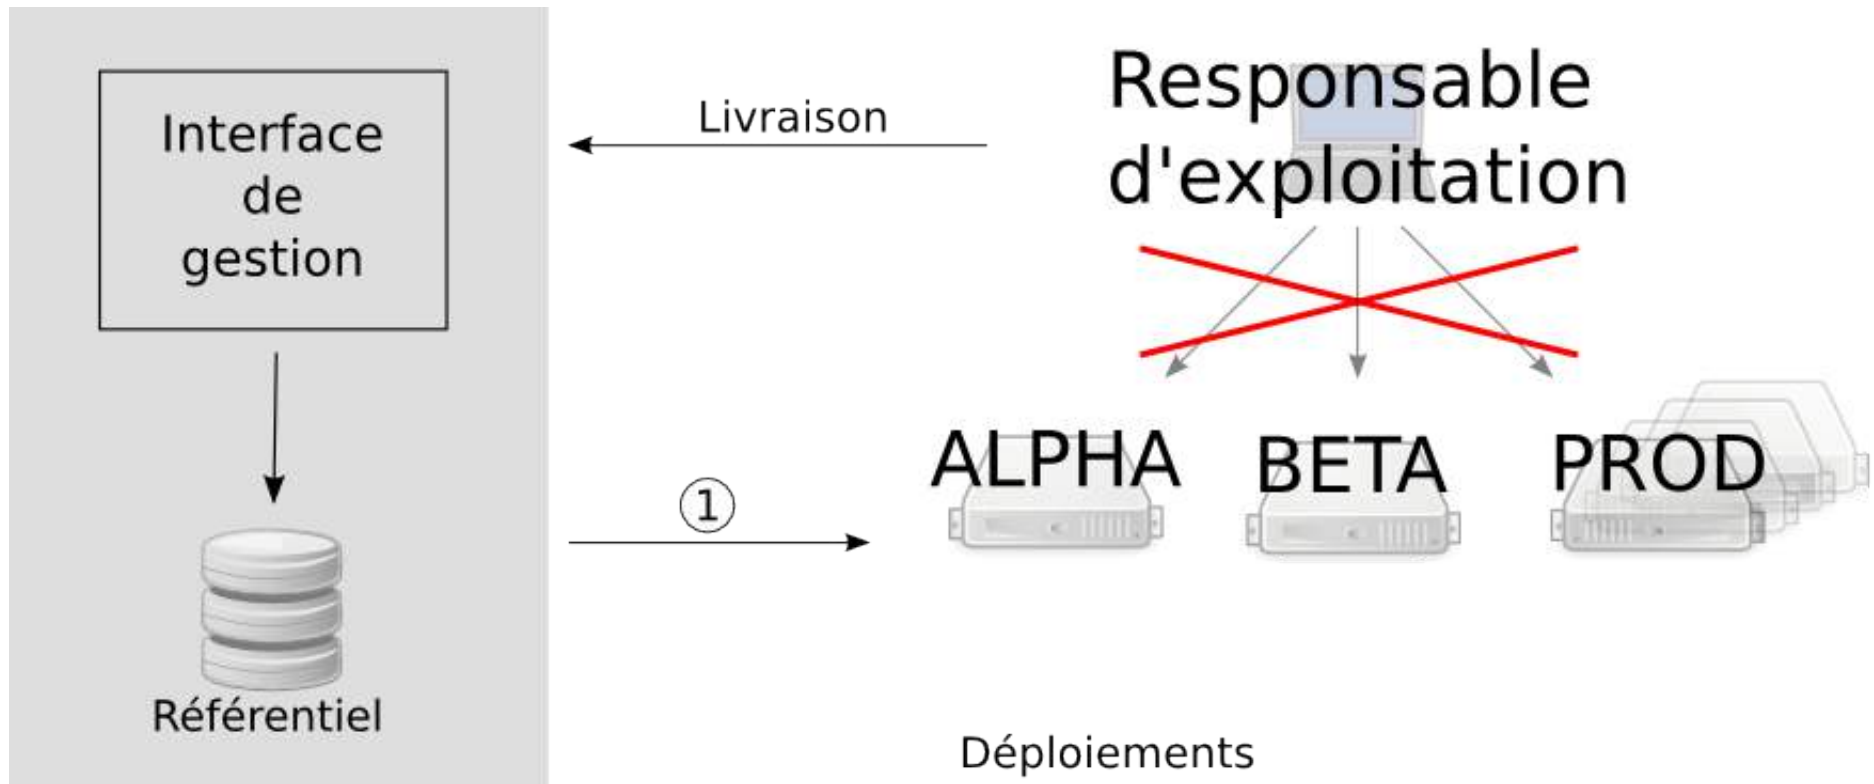 Interface
de
gestion
Livraison
Responsable
d'exploitation
1
ALPHA
BETA
PROD
Référentiel
Déploiements